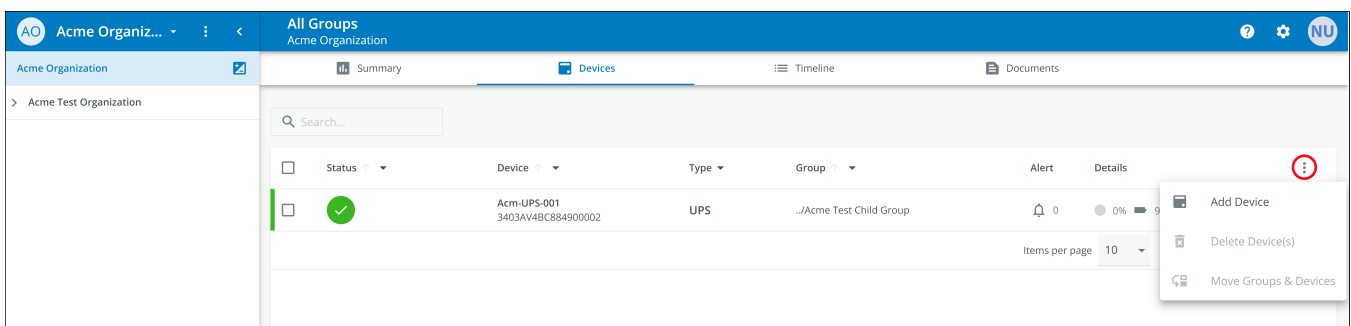 AO Acme Organiz...
All Groups
Acme Organization
NU
Acme Organization
Acme Test Organization
Summary
Devices
Timeline
Documents
Search...
Status Device Type Group Alert Details
Acm-UPS-001
3403AV4BC884900002
UPS
../Acme Test Child Group
0
0%
9
Items per page 10
Add Device
Delete Device(s)
Move Groups & Devices